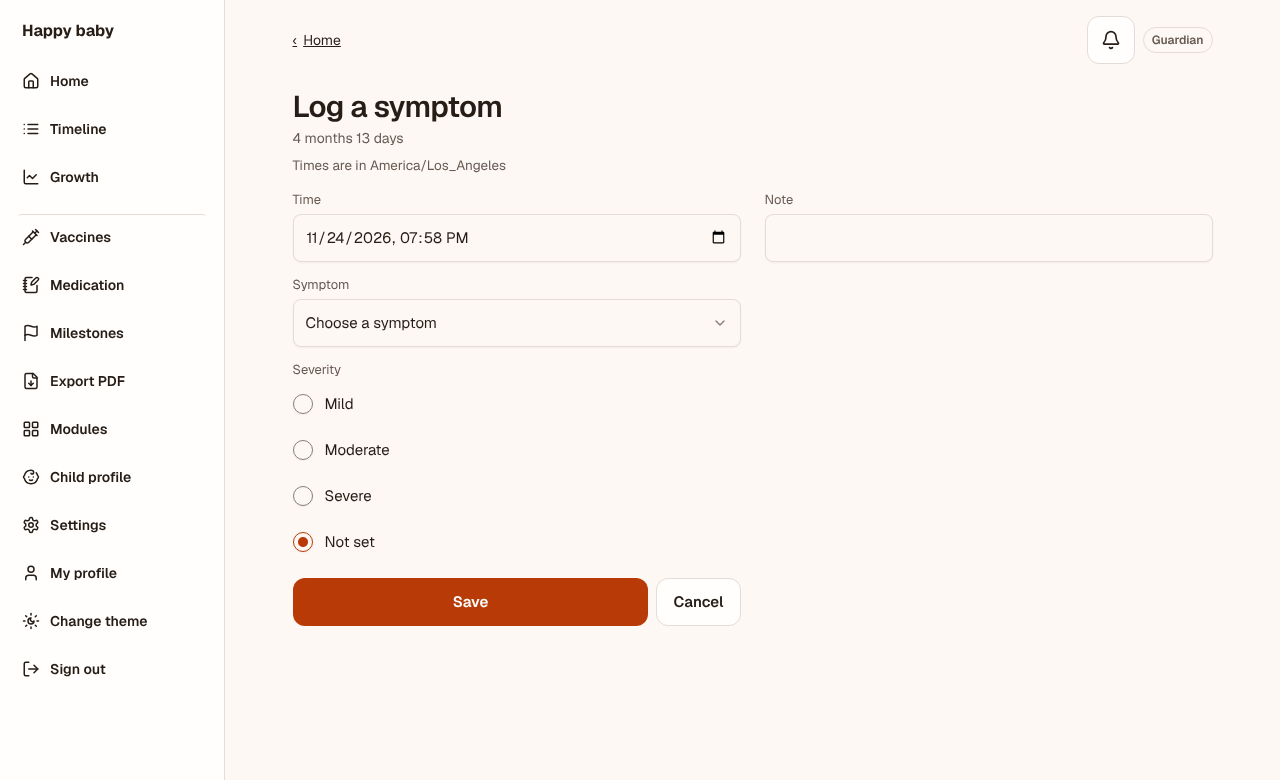 Happy baby
Home
Timeline
Growth
Vaccines
Medication
Milestones
Export PDF
Modules
Child profile
Settings
My profile
Change theme
Sign out
‹ Home
Guardian
Log a symptom
4 months 13 days
Times are in America/Los_Angeles
Time
11/24/2026, 07:58 PM
Note
Symptom
Choose a symptom
Severity
Mild
Moderate
Severe
Not set
Save
Cancel